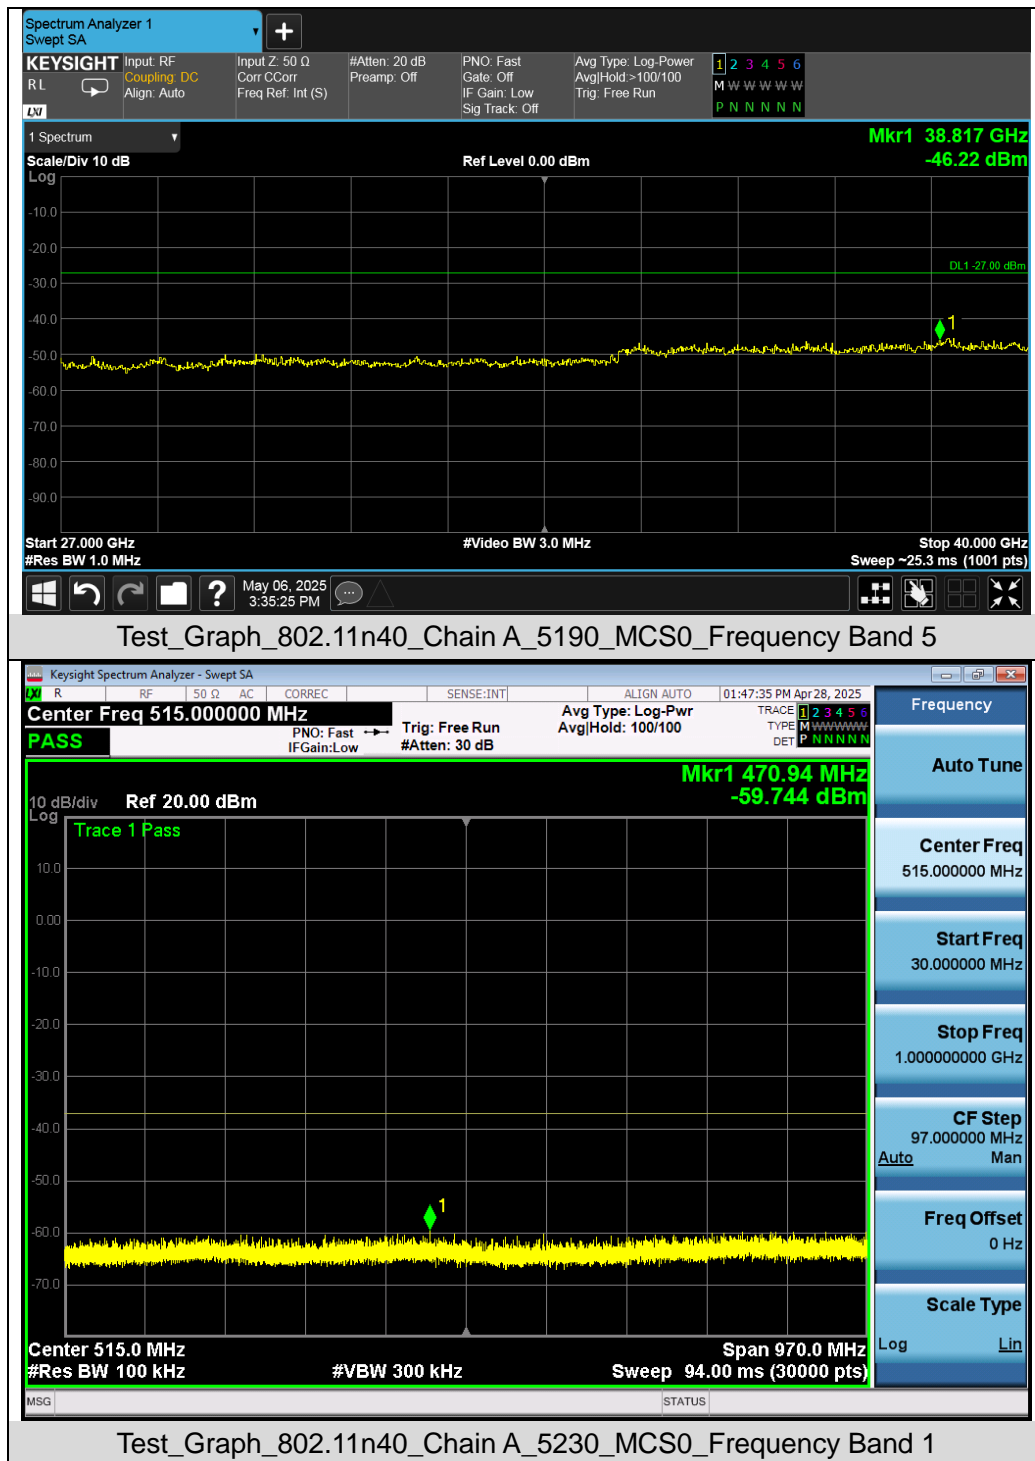 Spectrum Analyzer 1
Swept SA
KEYSIGHT
R L
LXI
Input: RF
Coupling: DC
Align: Auto
Input Z: 50 Ω
Corr CCorr
Freq Ref: Int (S)
#Atten: 20 dB
Preamp: Off
PNO: Fast
Gate: Off
IF Gain: Low
Sig Track: Off
Avg Type: Log-Power
Avg|Hold:>100/100
Trig: Free Run
1 2 3 4 5 6
M W W W W W
P N N N N N
1 Spectrum
Mkr1 38.817 GHz
-46.22 dBm
Scale/Div 10 dB
Ref Level 0.00 dBm
Log
-10.0
-20.0
DL1 -27.00 dBm
-30.0
-40.0
1
-50.0
-60.0
-70.0
-80.0
-90.0
Start 27.000 GHz
#Video BW 3.0 MHz
Stop 40.000 GHz
#Res BW 1.0 MHz
Sweep ~25.3 ms (1001 pts)
?
May 06, 2025
3:35:25 PM
Test_Graph_802.11n40_Chain A_5190_MCS0_Frequency Band 5
Keysight Spectrum Analyzer - Swept SA
LXI R RF 50 Ω AC CORREC SENSE:INT ALIGN AUTO 01:47:35 PM Apr 28, 2025
Center Freq 515.000000 MHz
PASS
PNO: Fast
IFGain:Low
Trig: Free Run
#Atten: 30 dB
Avg Type: Log-Pwr
Avg|Hold: 100/100
TRACE 1 2 3 4 5 6
TYPE M W W W W W
DET P N N N N N
Mkr1 470.94 MHz
-59.744 dBm
10 dB/div Ref 20.00 dBm
Log
Trace 1 Pass
10.0
0.00
-10.0
-20.0
-30.0
-40.0
-50.0
1
-60.0
-70.0
Center 515.0 MHz
Span 970.0 MHz
#Res BW 100 kHz
#VBW 300 kHz
Sweep 94.00 ms (30000 pts)
MSG
STATUS
Frequency
Auto Tune
Center Freq
515.000000 MHz
Start Freq
30.000000 MHz
Stop Freq
1.000000000 GHz
CF Step
97.000000 MHz
Auto Man
Freq Offset
0 Hz
Scale Type
Log Lin
Test_Graph_802.11n40_Chain A_5230_MCS0_Frequency Band 1